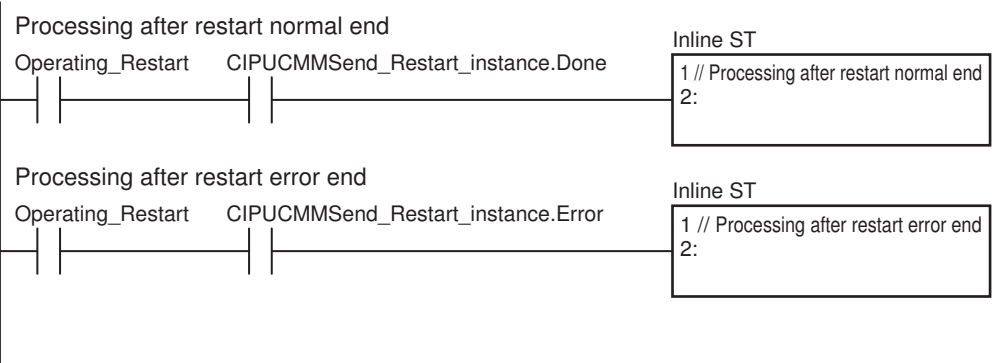 Processing after restart normal end
Operating_Restart CIPUCMMSend_Restart_instance.Done
Inline ST
1 // Processing after restart normal end
2:
Processing after restart error end
Operating_Restart CIPUCMMSend_Restart_instance.Error
Inline ST
1 // Processing after restart error end
2: